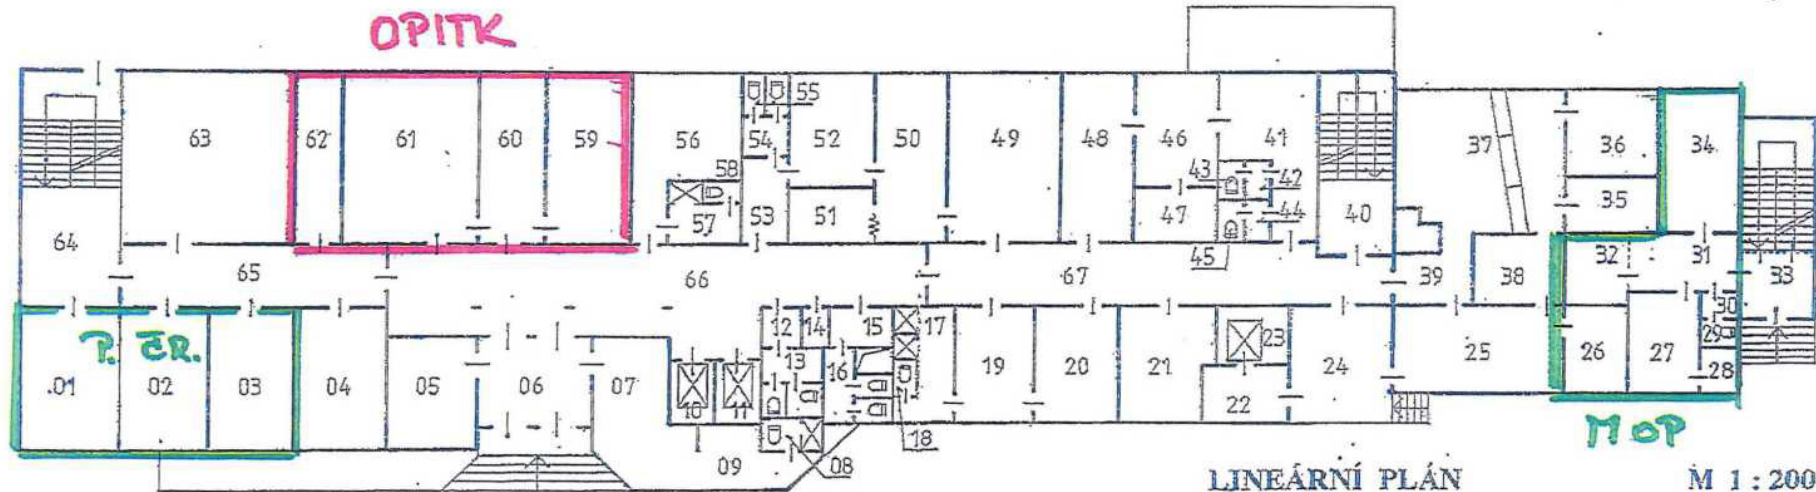 OPITK
63 62 61 60 59 56 55 54 52 50 49 48 46 41 37 36 34
58 43 42
57 53 51 47 44 40 35
64 45
65 66 67 39 38 32 31 33
12 14 15 17 23 30
P. ČR. 13 29
01 02 03 04 05 06 07 16 19 20 21 24 25 26 27 28
10 11 22
18 MOP
09 08
LINEÁRNÍ PLÁN M 1 : 200